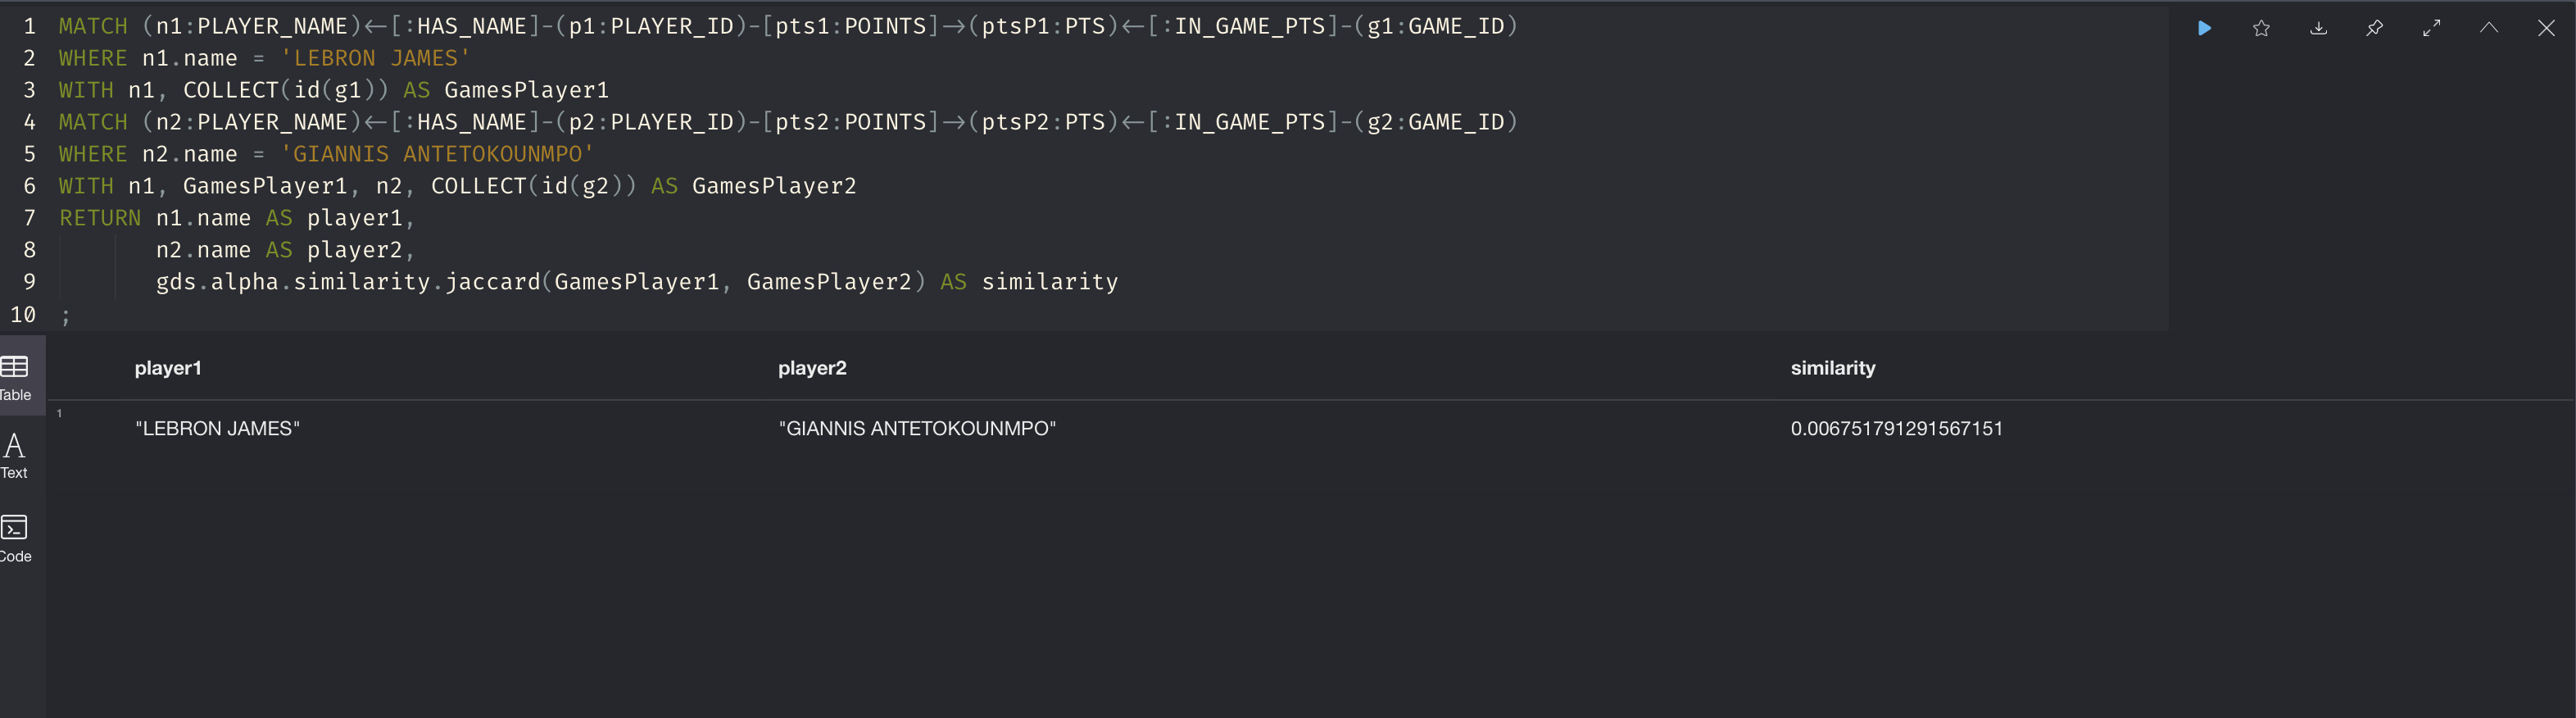 1 MATCH (n1:PLAYER_NAME)<-[:HAS_NAME]-(p1:PLAYER_ID)-[pts1:POINTS]->(ptsP1:PTS)<-[:IN_GAME_PTS]-(g1:GAME_ID)
2 WHERE n1.name = 'LEBRON JAMES'
3 WITH n1, COLLECT(id(g1)) AS GamesPlayer1
4 MATCH (n2:PLAYER_NAME)<-[:HAS_NAME]-(p2:PLAYER_ID)-[pts2:POINTS]->(ptsP2:PTS)<-[:IN_GAME_PTS]-(g2:GAME_ID)
5 WHERE n2.name = 'GIANNIS ANTETOKOUNMPO'
6 WITH n1, GamesPlayer1, n2, COLLECT(id(g2)) AS GamesPlayer2
7 RETURN n1.name AS player1,
8 n2.name AS player2,
9 gds.alpha.similarity.jaccard(GamesPlayer1, GamesPlayer2) AS similarity
10 ;
player1 player2 similarity
1 "LEBRON JAMES" "GIANNIS ANTETOKOUNMPO" 0.006751791291567151
Table
Text
Code